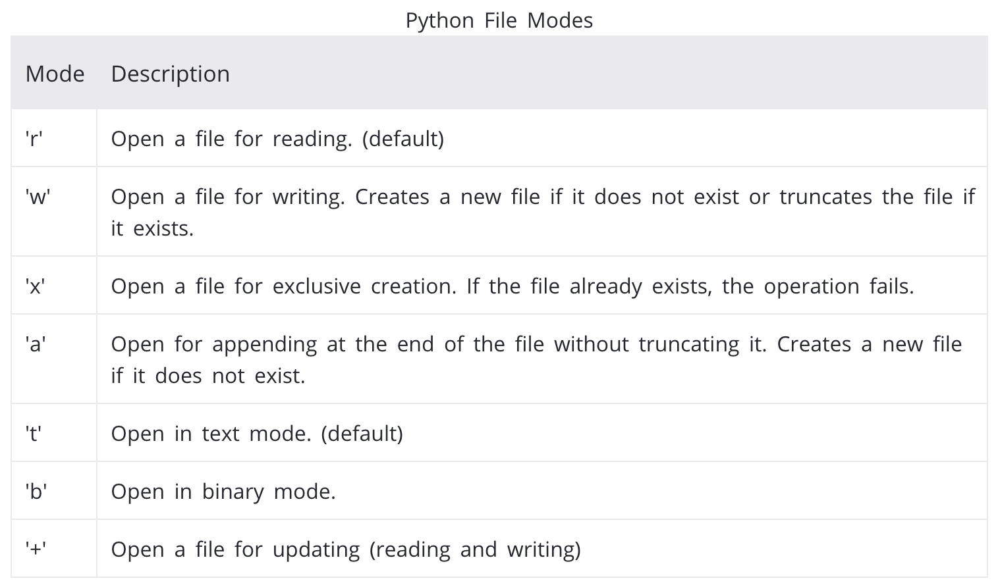 Python File Modes
Mode Description
'r' Open a file for reading. (default)
'w' Open a file for writing. Creates a new file if it does not exist or truncates the file if
it exists.
'x' Open a file for exclusive creation. If the file already exists, the operation fails.
'a' Open for appending at the end of the file without truncating it. Creates a new file
if it does not exist.
't' Open in text mode. (default)
'b' Open in binary mode.
'+' Open a file for updating (reading and writing)